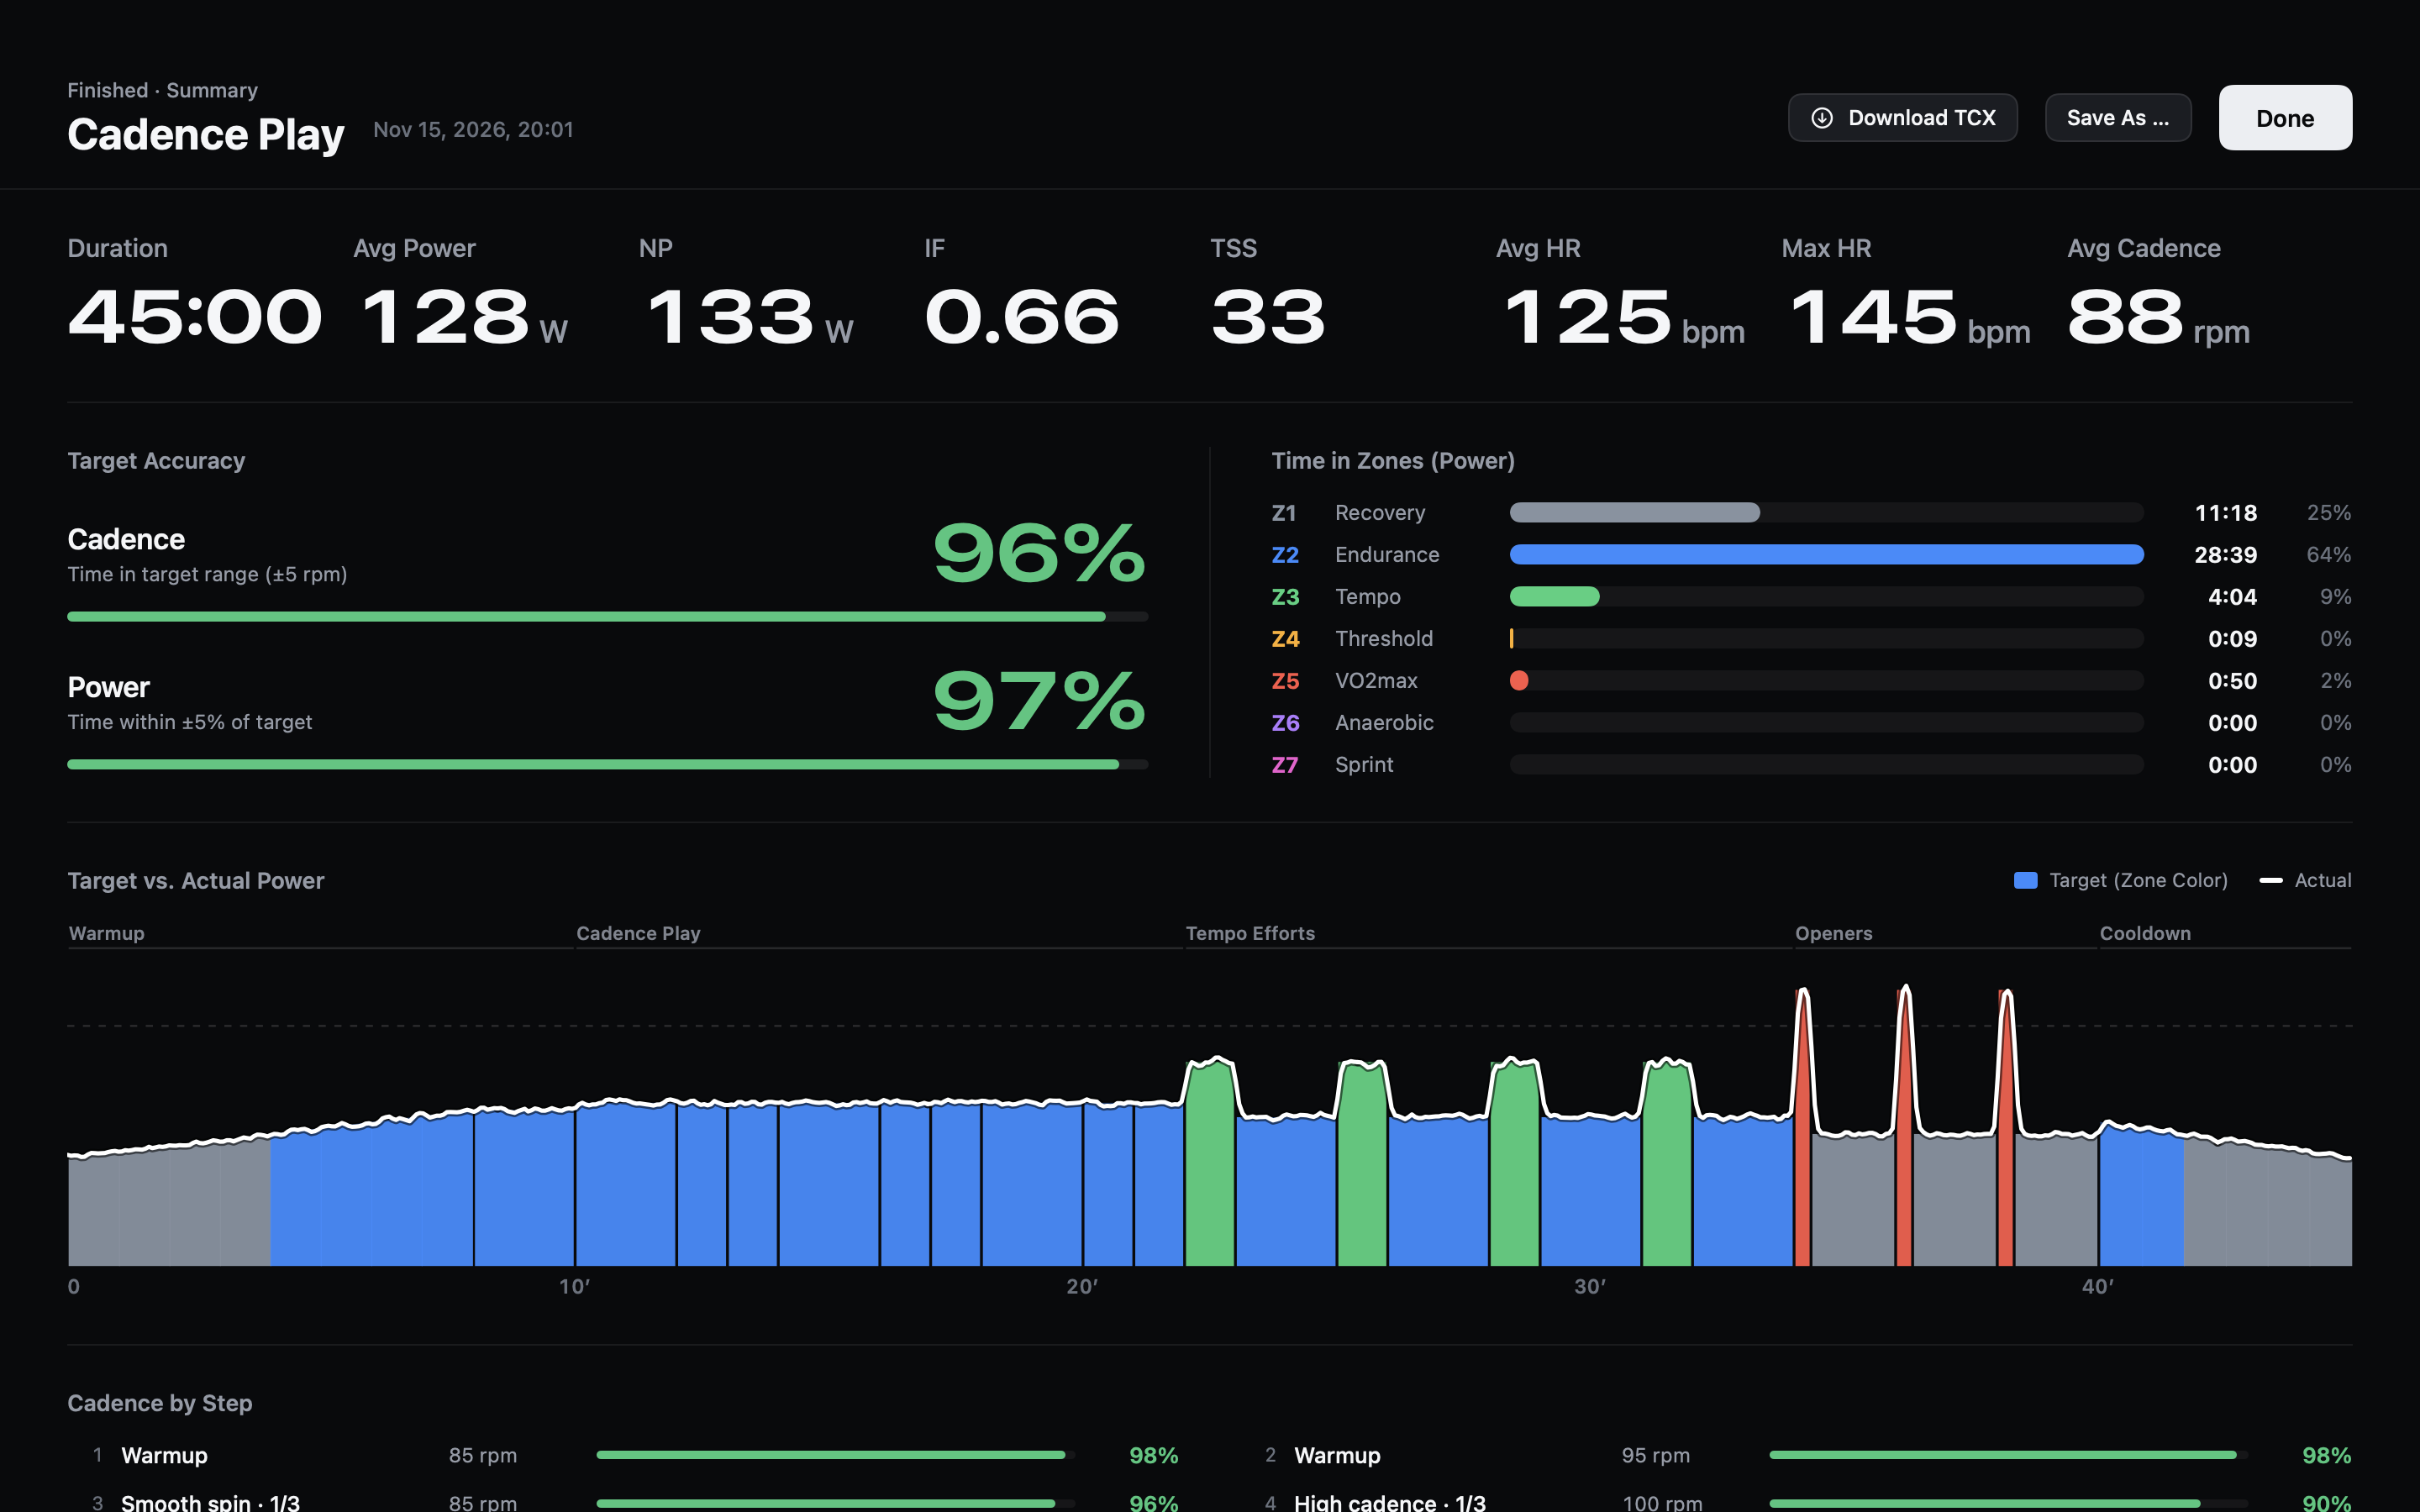 Finished · Summary
Cadence Play Nov 15, 2026, 20:01
Download TCX Save As ... Done
Duration Avg Power NP IF TSS Avg HR Max HR Avg Cadence
45:00 128 W 133 W 0.66 33 125 bpm 145 bpm 88 rpm
Target Accuracy
Cadence 96%
Time in target range (±5 rpm)
Power 97%
Time within ±5% of target
Time in Zones (Power)
Z1 Recovery 11:18 25%
Z2 Endurance 28:39 64%
Z3 Tempo 4:04 9%
Z4 Threshold 0:09 0%
Z5 VO2max 0:50 2%
Z6 Anaerobic 0:00 0%
Z7 Sprint 0:00 0%
Target vs. Actual Power Target (Zone Color) Actual
Warmup Cadence Play Tempo Efforts Openers Cooldown
0 10′ 20′ 30′ 40′
Cadence by Step
1 Warmup 85 rpm 98% 2 Warmup 95 rpm 98%
3 Smooth spin · 1/3 85 rpm 96% 4 High cadence · 1/3 100 rpm 90%